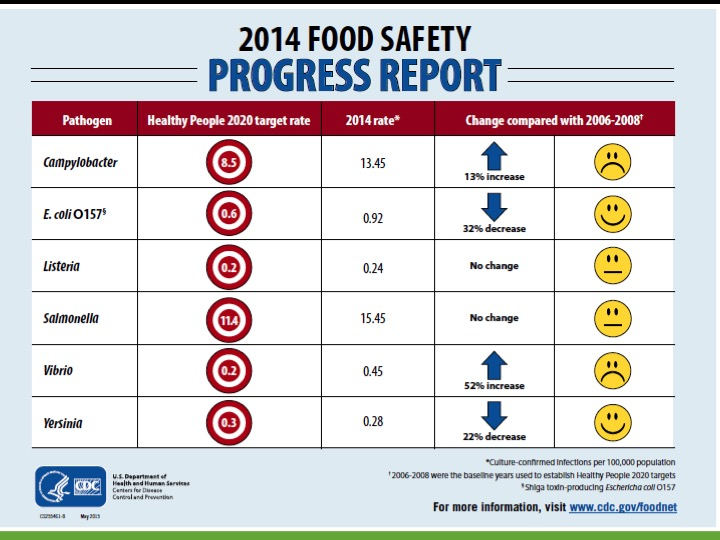 2014 FOOD SAFETY
PROGRESS REPORT
Pathogen Healthy People 2020 target rate 2014 rate* Change compared with 2006-2008†
Campylobacter 8.5 13.45 13% increase
E. coli O157§ 0.6 0.92 32% decrease
Listeria 0.2 0.24 No change
Salmonella 11.4 15.45 No change
Vibrio 0.2 0.45 52% increase
Yersinia 0.3 0.28 22% decrease
*Culture-confirmed infections per 100,000 population
†2006-2008 were the baseline years used to establish Healthy People 2020 targets
§Shiga toxin-producing Escherichia coli O157
For more information, visit www.cdc.gov/foodnet
CDC
U.S. Department of
Health and Human Services
Centers for Disease
Control and Prevention
May 2015